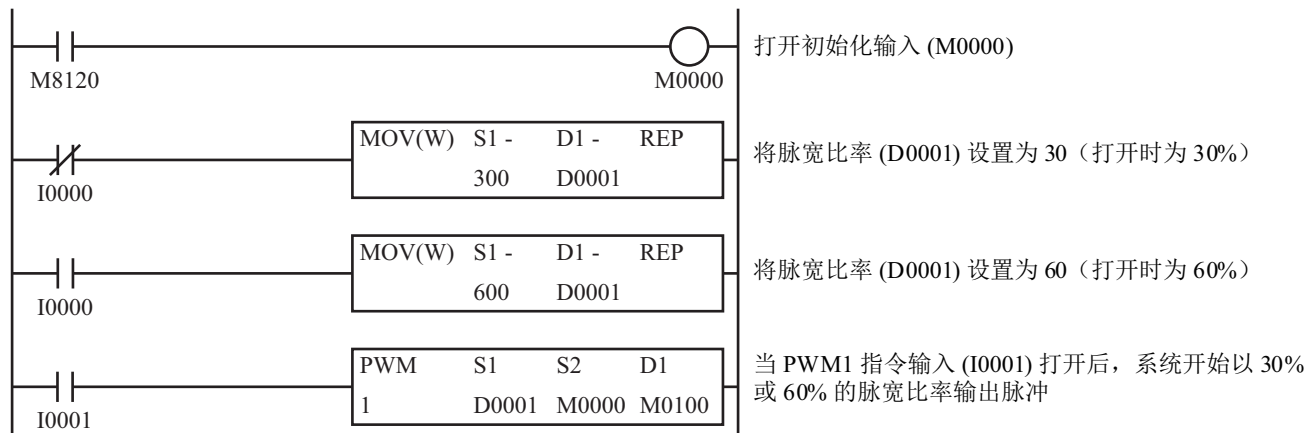 打开初始化输入 (M0000)
M8120 M0000
MOV(W) S1 - D1 - REP
300 D0001
将脉宽比率 (D0001) 设置为 30（打开时为 30%）
I0000
MOV(W) S1 - D1 - REP
600 D0001
将脉宽比率 (D0001) 设置为 60（打开时为 60%）
I0000
PWM S1 S2 D1
1 D0001 M0000 M0100
当 PWM1 指令输入 (I0001) 打开后，系统开始以 30%
或 60% 的脉宽比率输出脉冲
I0001